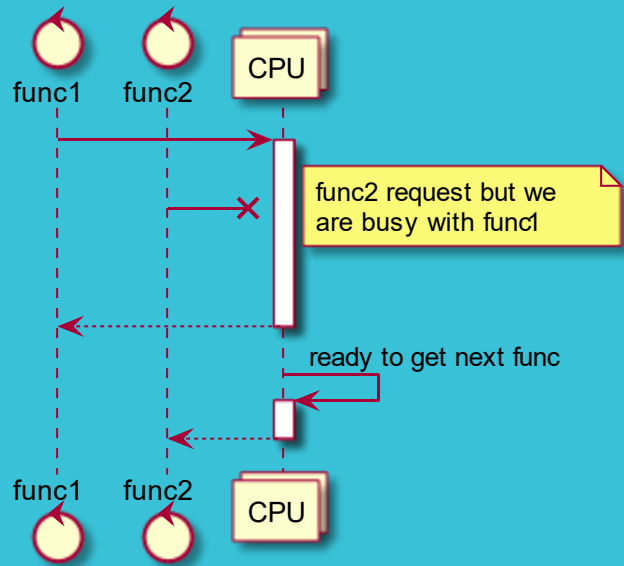 func1 func2 CPU
func2 request but we
are busy with func1
ready to get next func
func1 func2 CPU